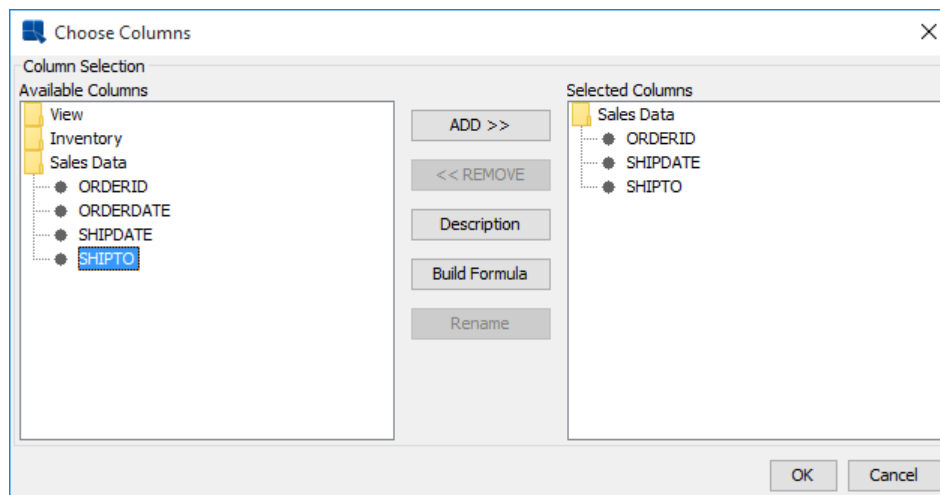 Choose Columns
Column Selection
Available Columns
View
Inventory
Sales Data
ORDERID
ORDERDATE
SHIPDATE
SHIPTO
ADD >>
<< REMOVE
Description
Build Formula
Rename
Selected Columns
Sales Data
ORDERID
SHIPDATE
SHIPTO
OK
Cancel